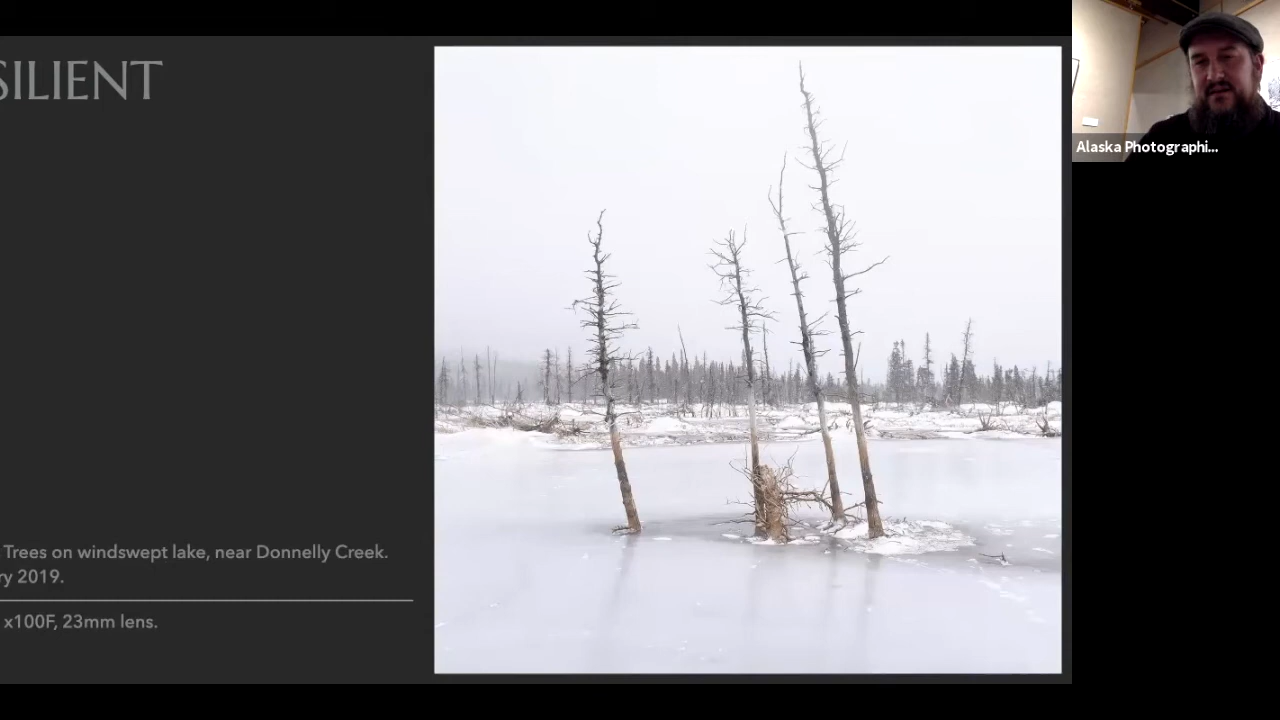 SILIENT
Trees on windswept lake, near Donnelly Creek.
ry 2019.
x100F, 23mm lens.
Alaska Photographi...